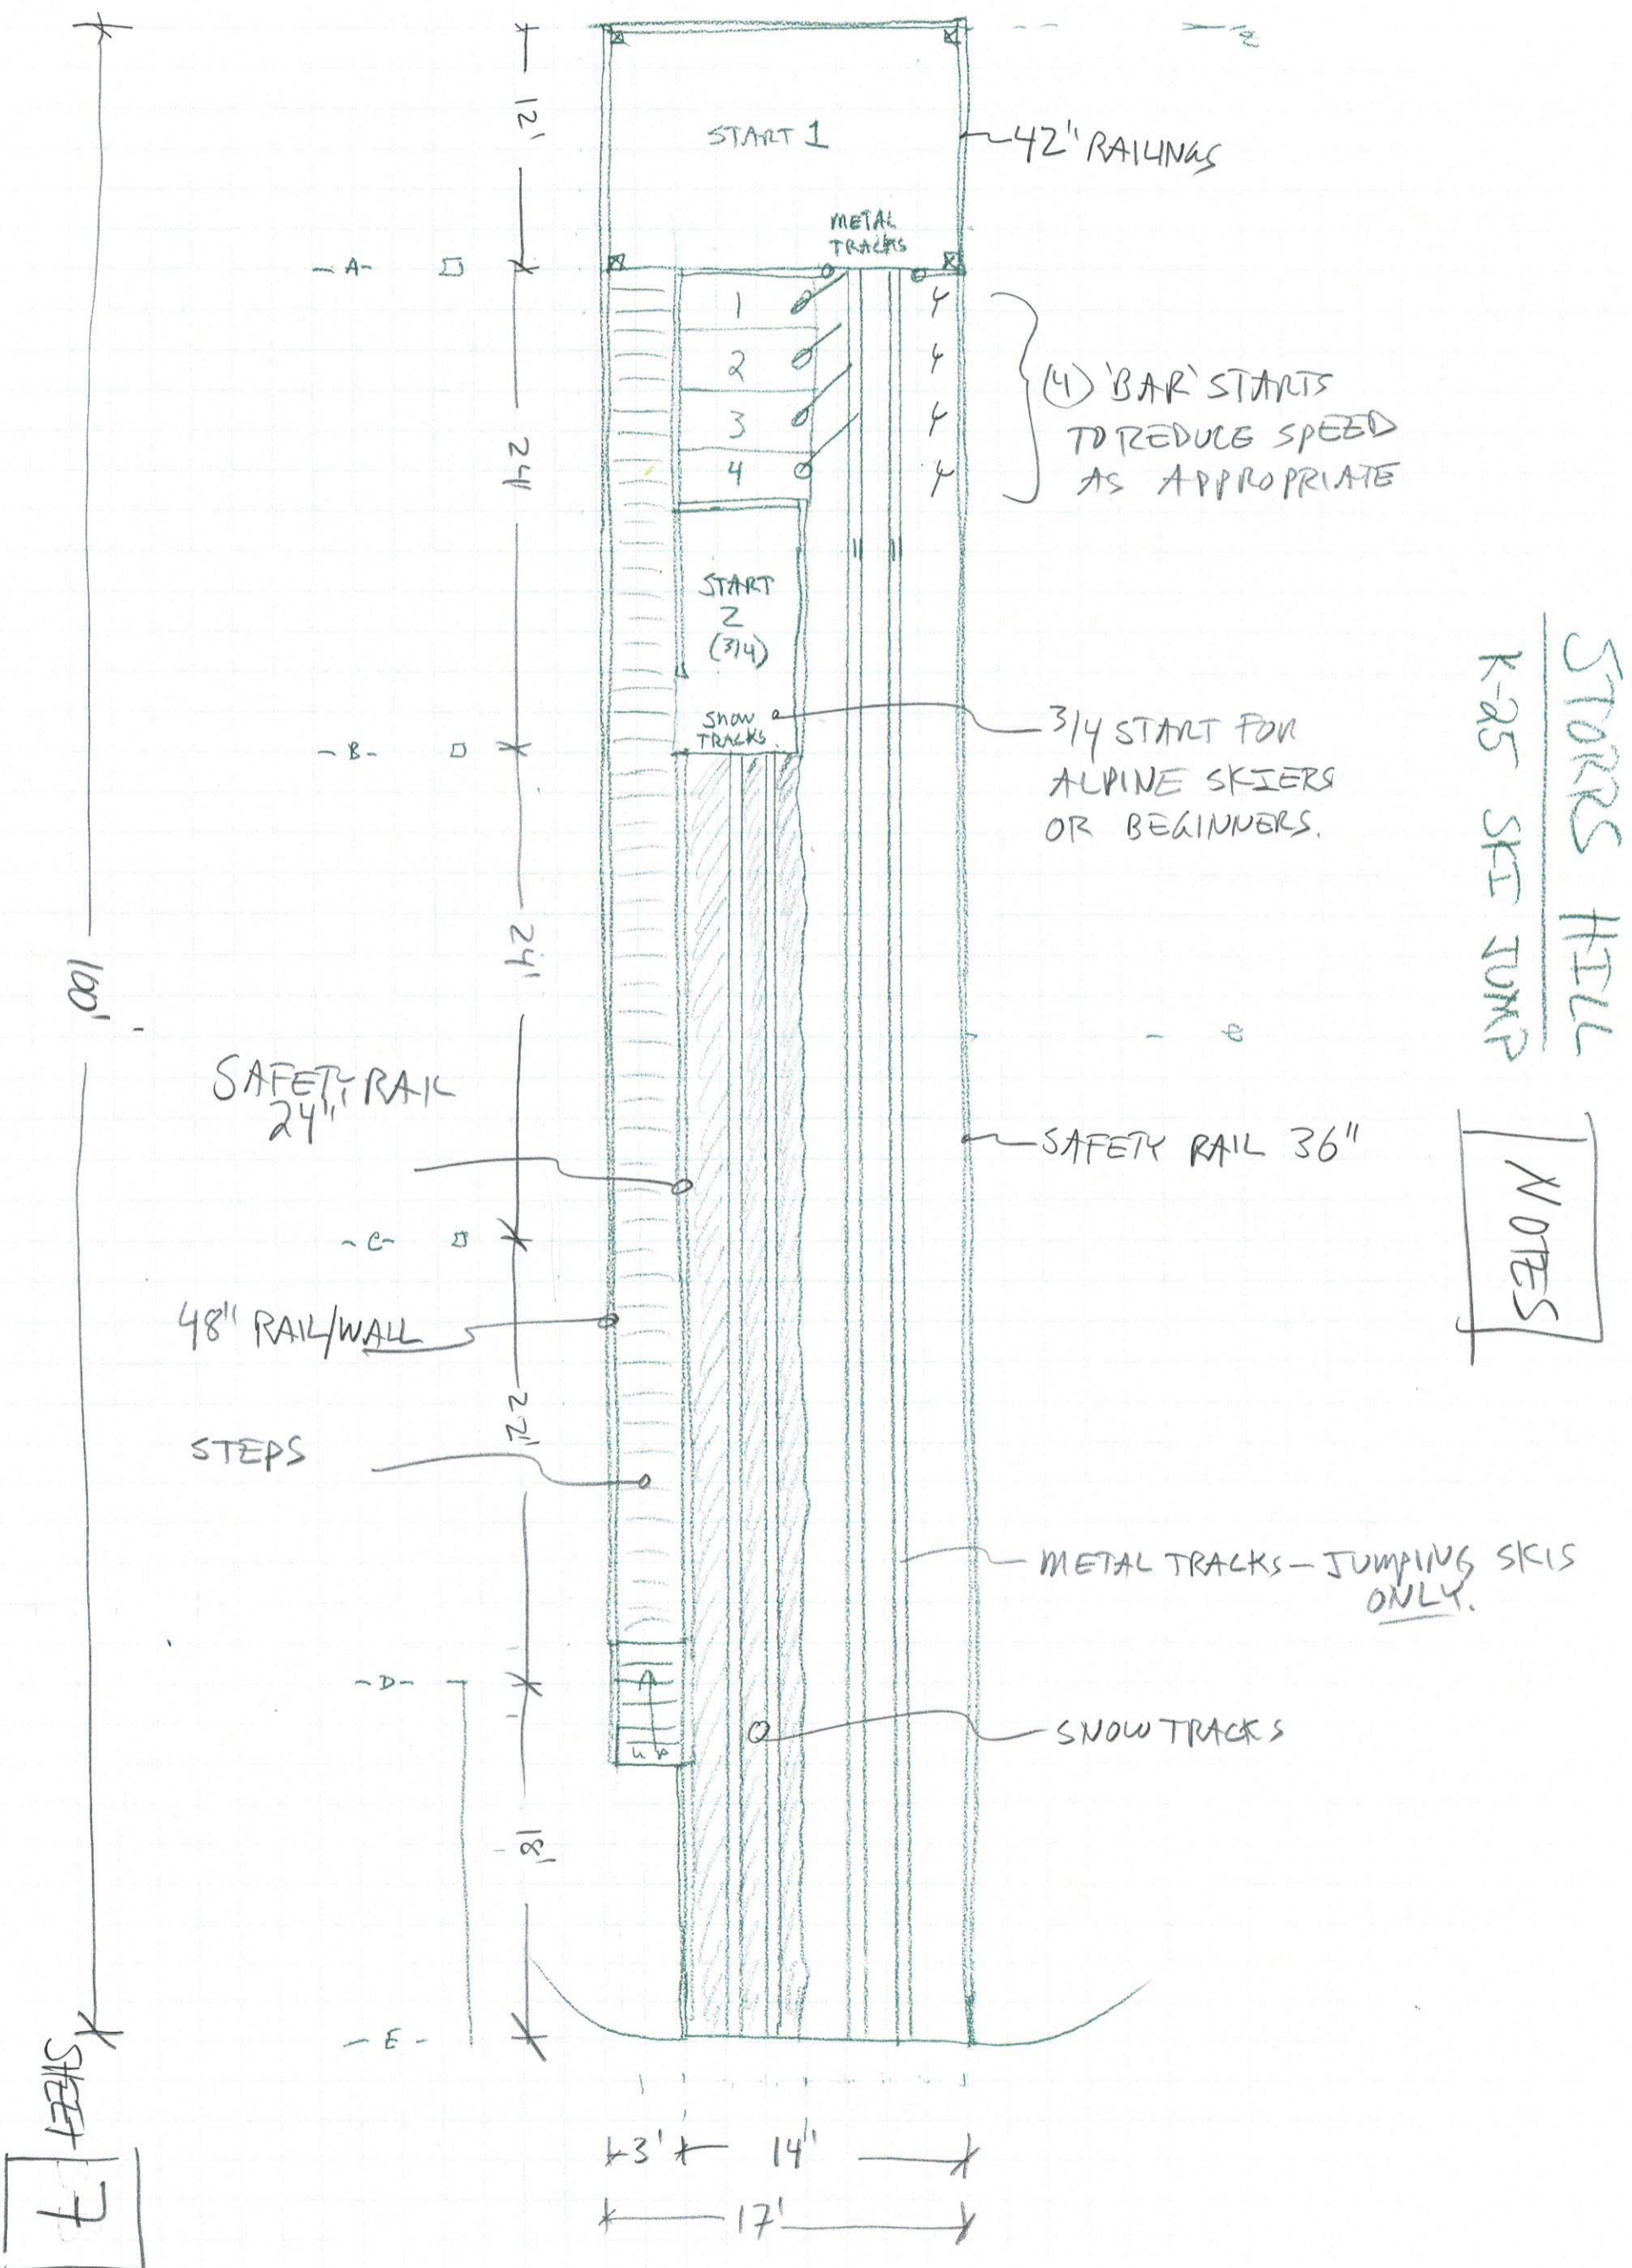 STORRS HILL
K-25 SKI JUMP
NOTES
12'
START 1
42" RAILINGS
METAL
TRACKS
- A -
1
2
3
4
4
4
4
4
(4) 'BAR' STARTS
TO REDUCE SPEED
AS APPROPRIATE
24'
START
2
(3/4)
SNOW
TRACKS
3/4 START FOR
ALPINE SKIERS
OR BEGINNERS.
- B -
24'
100'
SAFETY RAIL
24"
SAFETY RAIL 36"
- C -
48" RAIL/WALL
22'
STEPS
METAL TRACKS - JUMPING SKIS
ONLY.
- D -
UP
SNOW TRACKS
18'
- E -
3'
14"
17'
SHEET
7